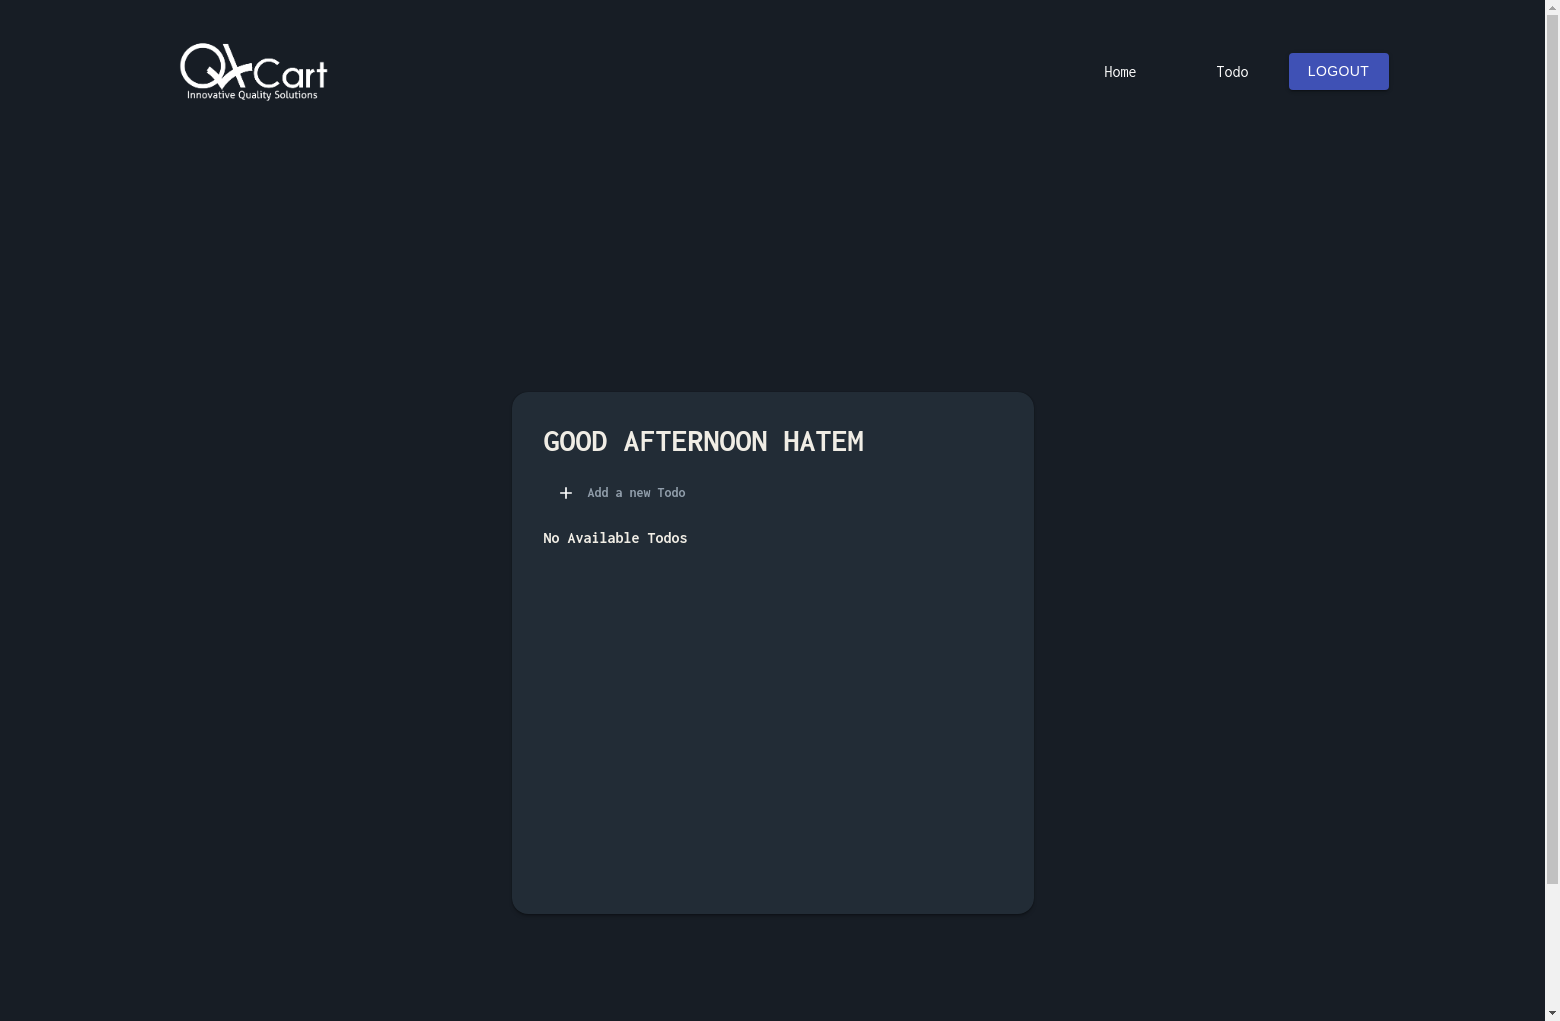 QACart
Innovative Quality Solutions
Home
Todo
LOGOUT
GOOD AFTERNOON HATEM
Add a new Todo
No Available Todos